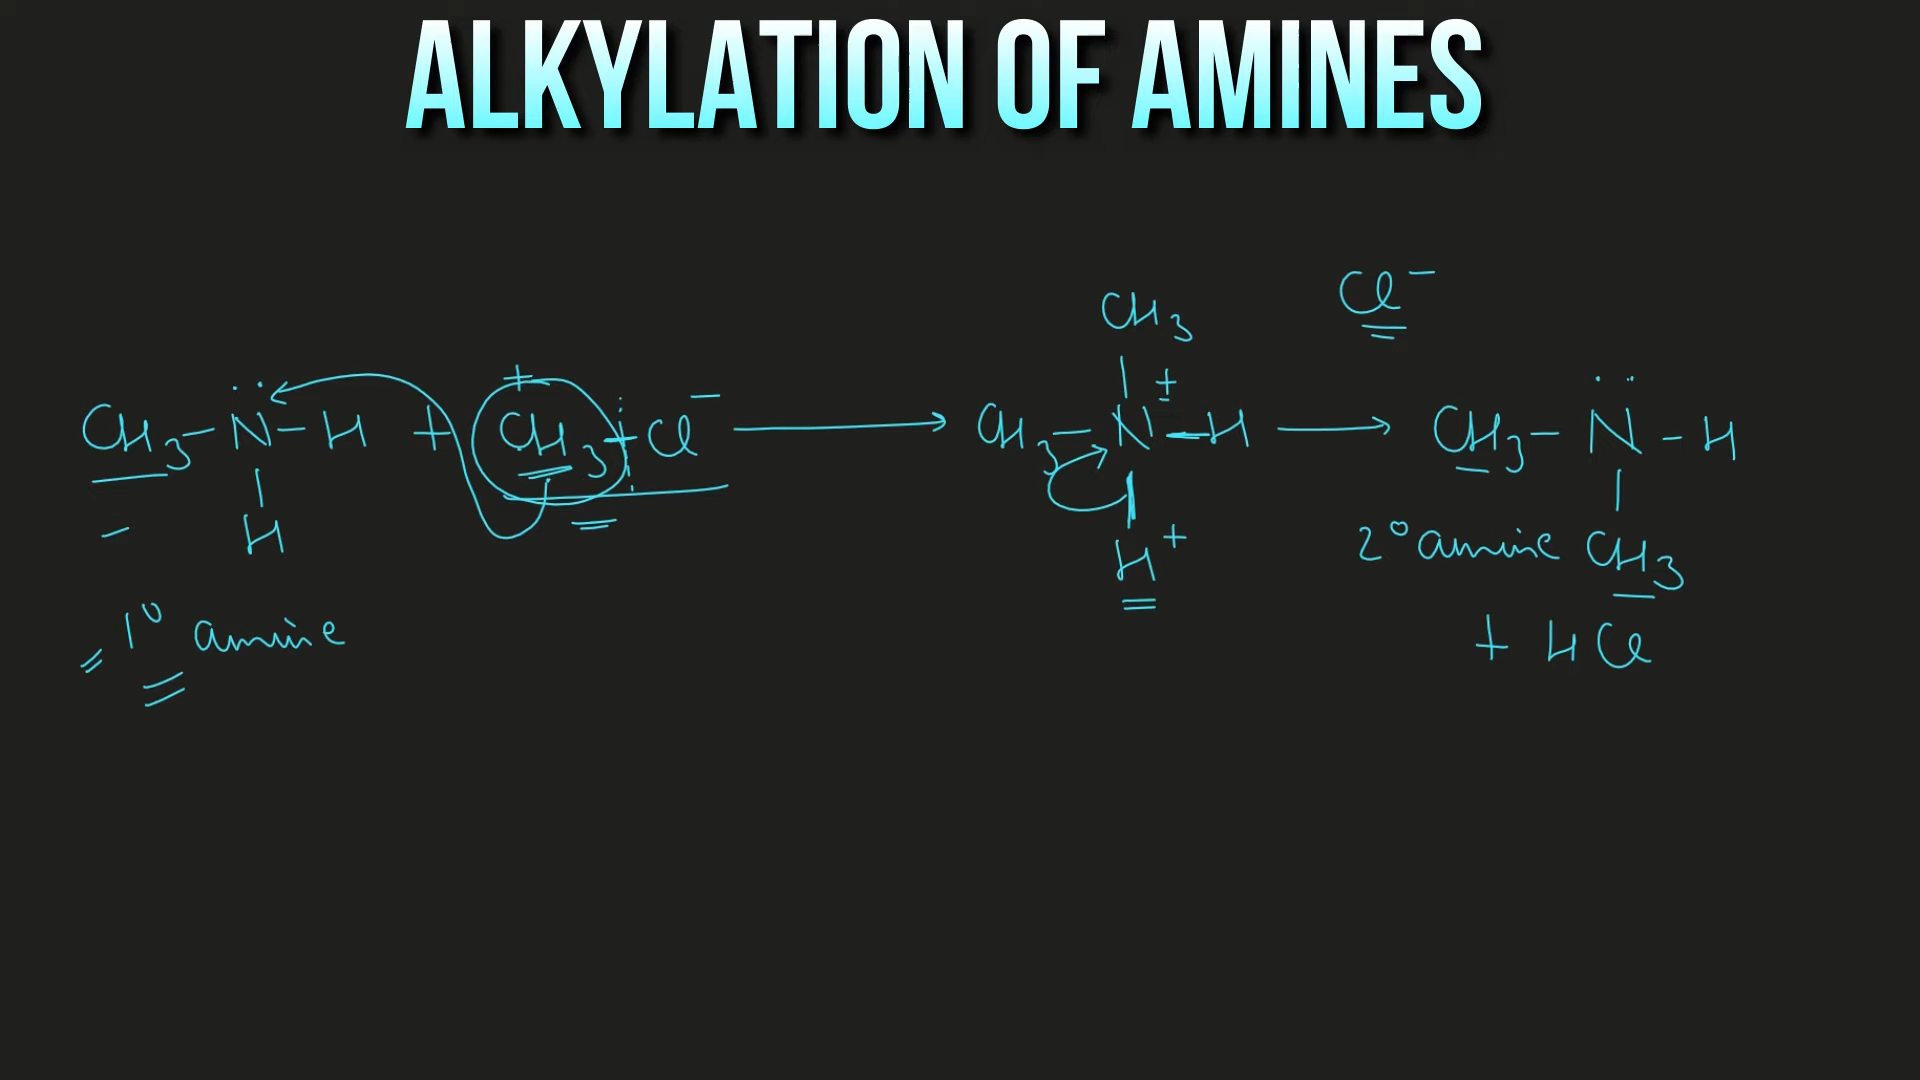 ALKYLATION OF AMINES
Cl⁻
CH₃
CH₃–N̈–H + CH₃⁺–Cl⁻ ⟶ CH₃–N⁺–H ⟶ CH₃–N̈–H
H H⁺ CH₃
2° amine
1° amine
+ HCl